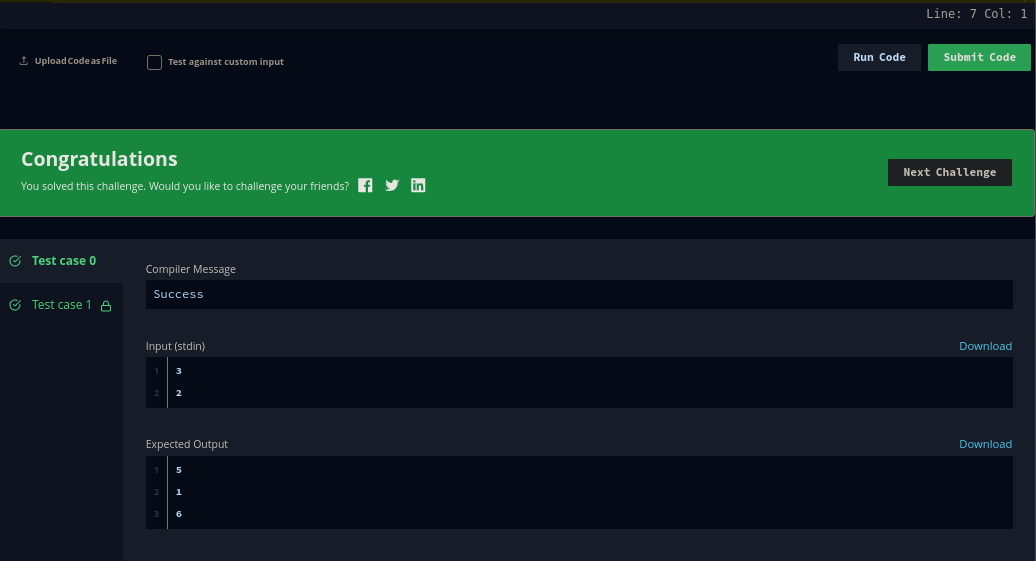 Line: 7 Col: 1
Upload Code as File
Test against custom input
Run Code
Submit Code
Congratulations
You solved this challenge. Would you like to challenge your friends?
Next Challenge
Test case 0
Test case 1
Compiler Message
Success
Input (stdin)
Download
1 3
2 2
Expected Output
Download
1 5
2 1
3 6